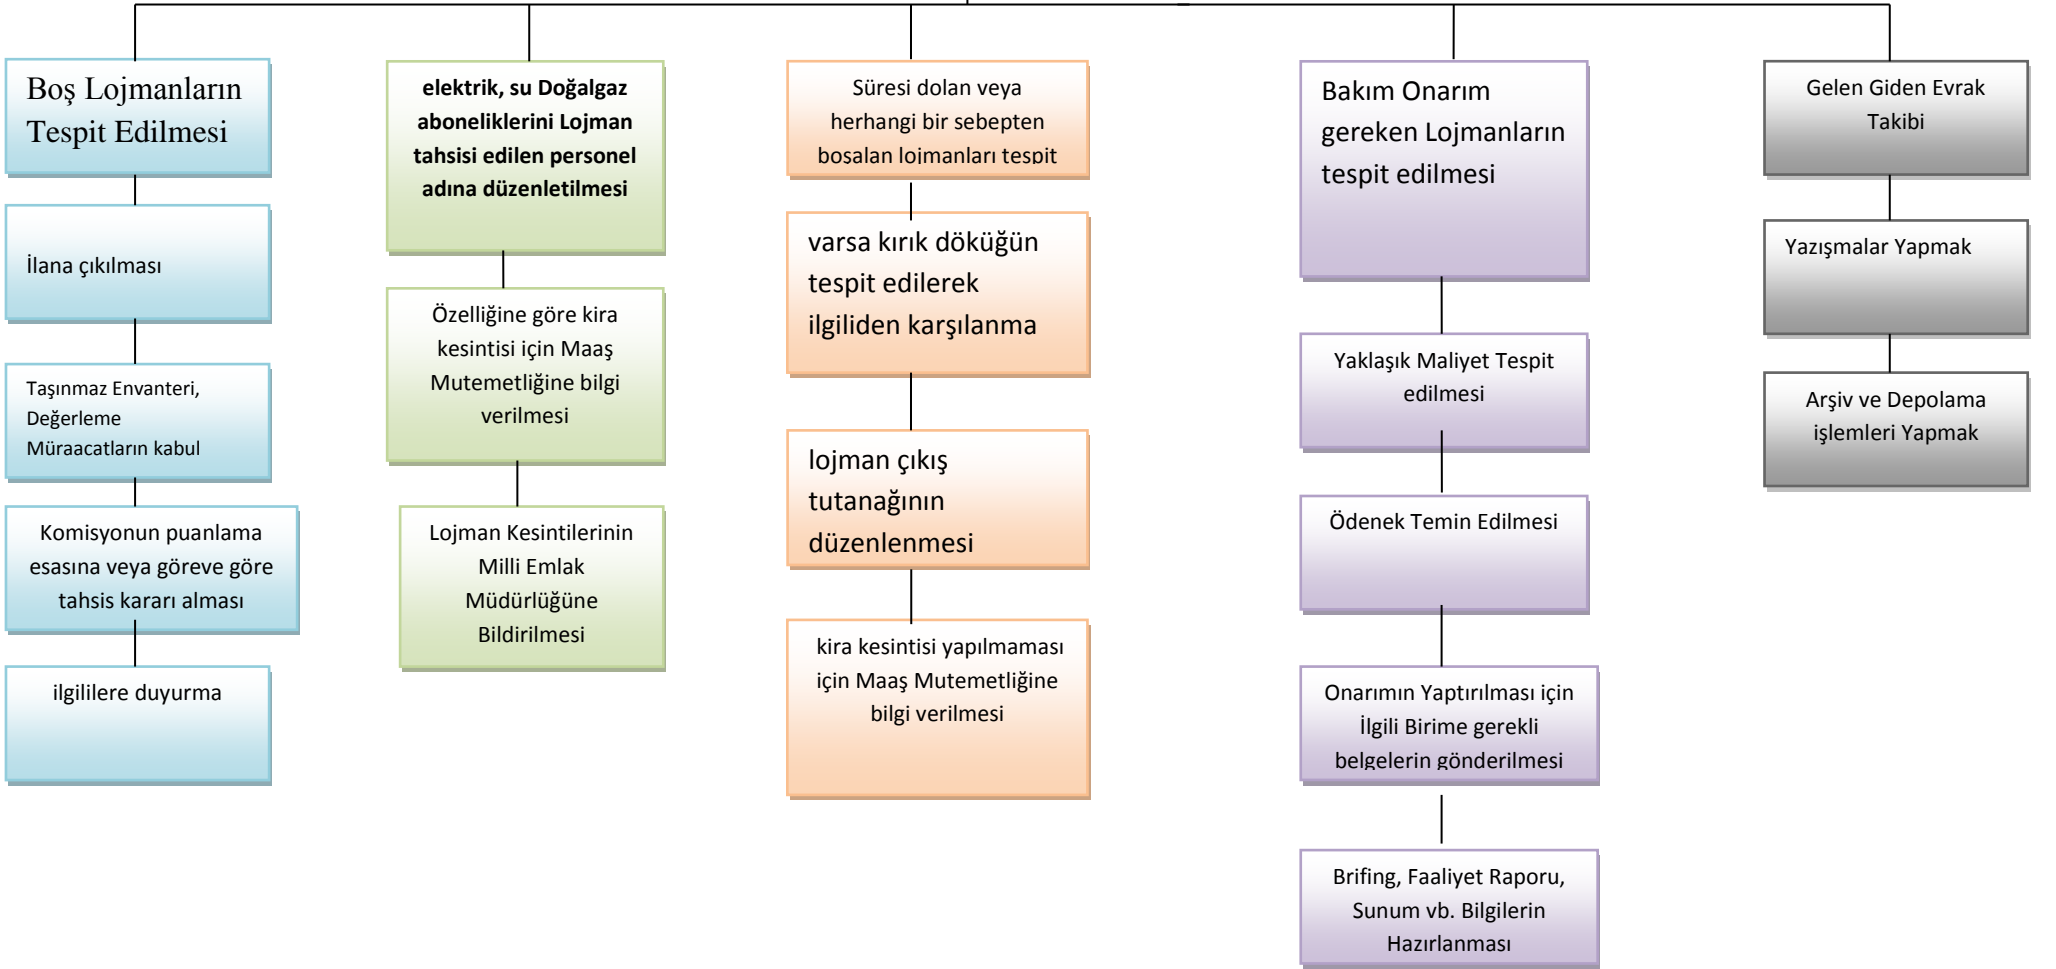 Boş Lojmanların
Tespit Edilmesi
İlana çıkılması
Taşınmaz Envanteri,
Değerleme
Müraacatların kabul
Komisyonun puanlama
esasına veya göreve göre
tahsis kararı alması
ilgililere duyurma
elektrik, su Doğalgaz
aboneliklerini Lojman
tahsisi edilen personel
adına düzenletilmesi
Özelliğine göre kira
kesintisi için Maaş
Mutemetliğine bilgi
verilmesi
Lojman Kesintilerinin
Milli Emlak
Müdürlüğüne
Bildirilmesi
Süresi dolan veya
herhangi bir sebepten
boşalan lojmanları tespit
varsa kırık döküğün
tespit edilerek
ilgiliden karşılanma
lojman çıkış
tutanağının
düzenlenmesi
kira kesintisi yapılmaması
için Maaş Mutemetliğine
bilgi verilmesi
Bakım Onarım
gereken Lojmanların
tespit edilmesi
Yaklaşık Maliyet Tespit
edilmesi
Ödenek Temin Edilmesi
Onarımın Yaptırılması için
İlgili Birime gerekli
belgelerin gönderilmesi
Brifing, Faaliyet Raporu,
Sunum vb. Bilgilerin
Hazırlanması
Gelen Giden Evrak
Takibi
Yazışmalar Yapmak
Arşiv ve Depolama
işlemleri Yapmak